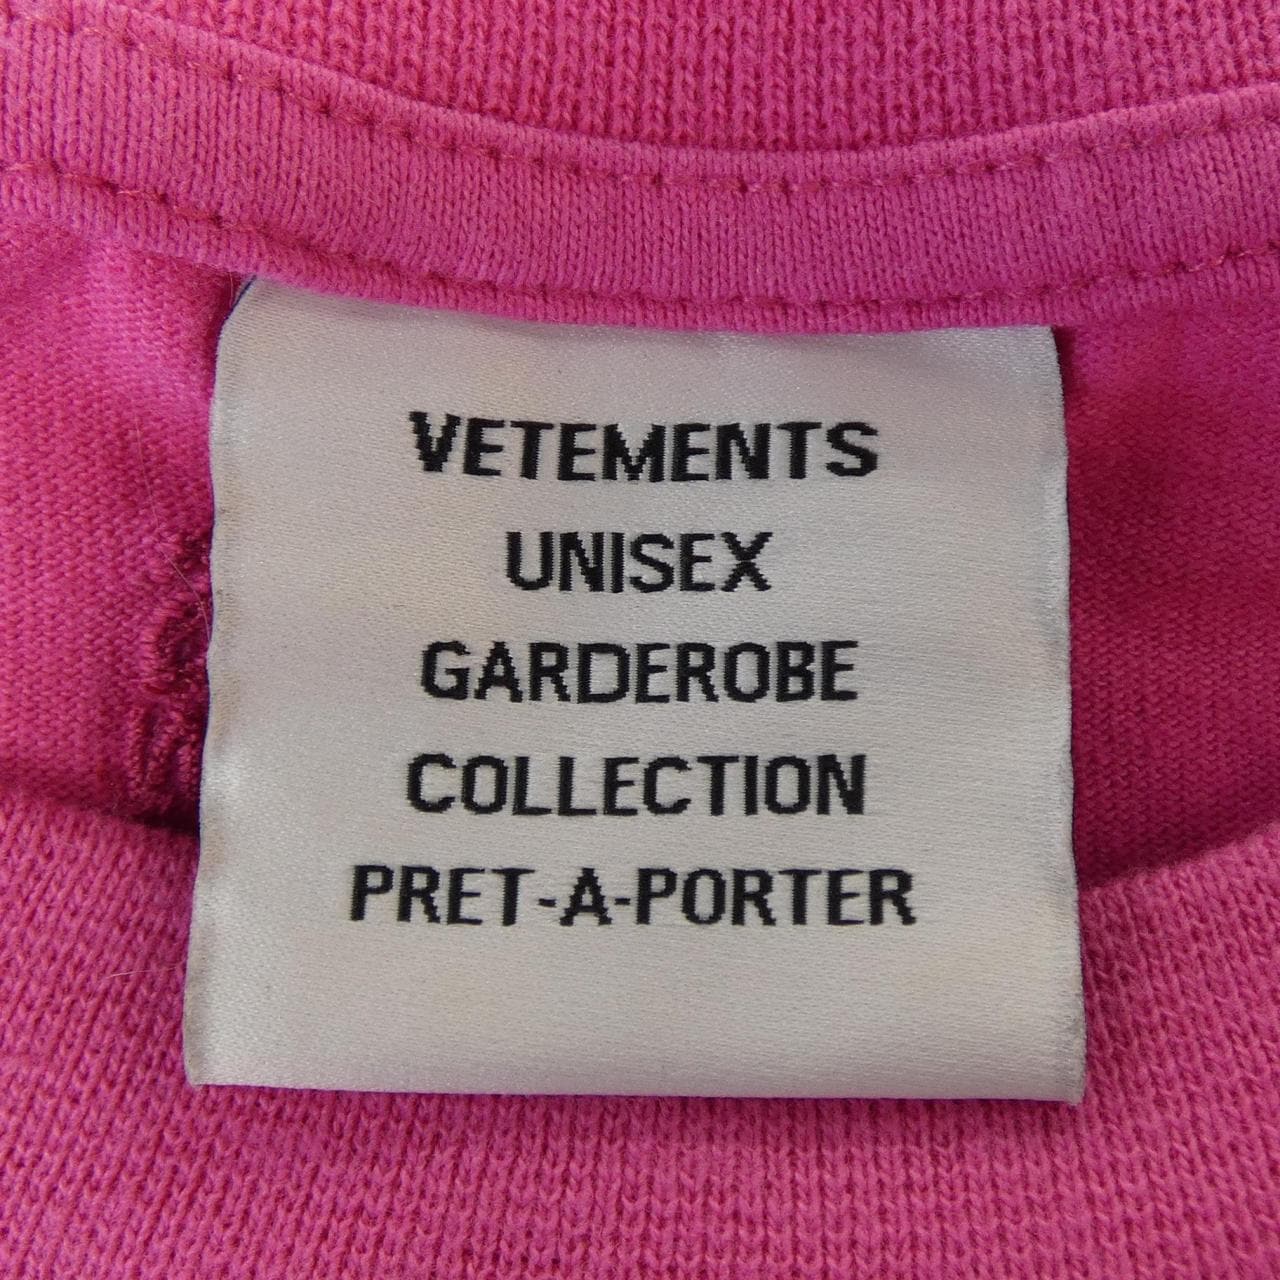 VETEMENTS
UNISEX
GARDEROBE
COLLECTION
PRET-A-PORTER